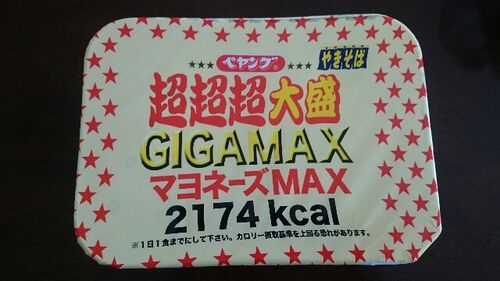 ペヤング やきそば
超超超大盛
GIGAMAX
マヨネーズMAX
2174 kcal
※1日1食までにして下さい。カロリー摂取基準を上回る恐れがあります。